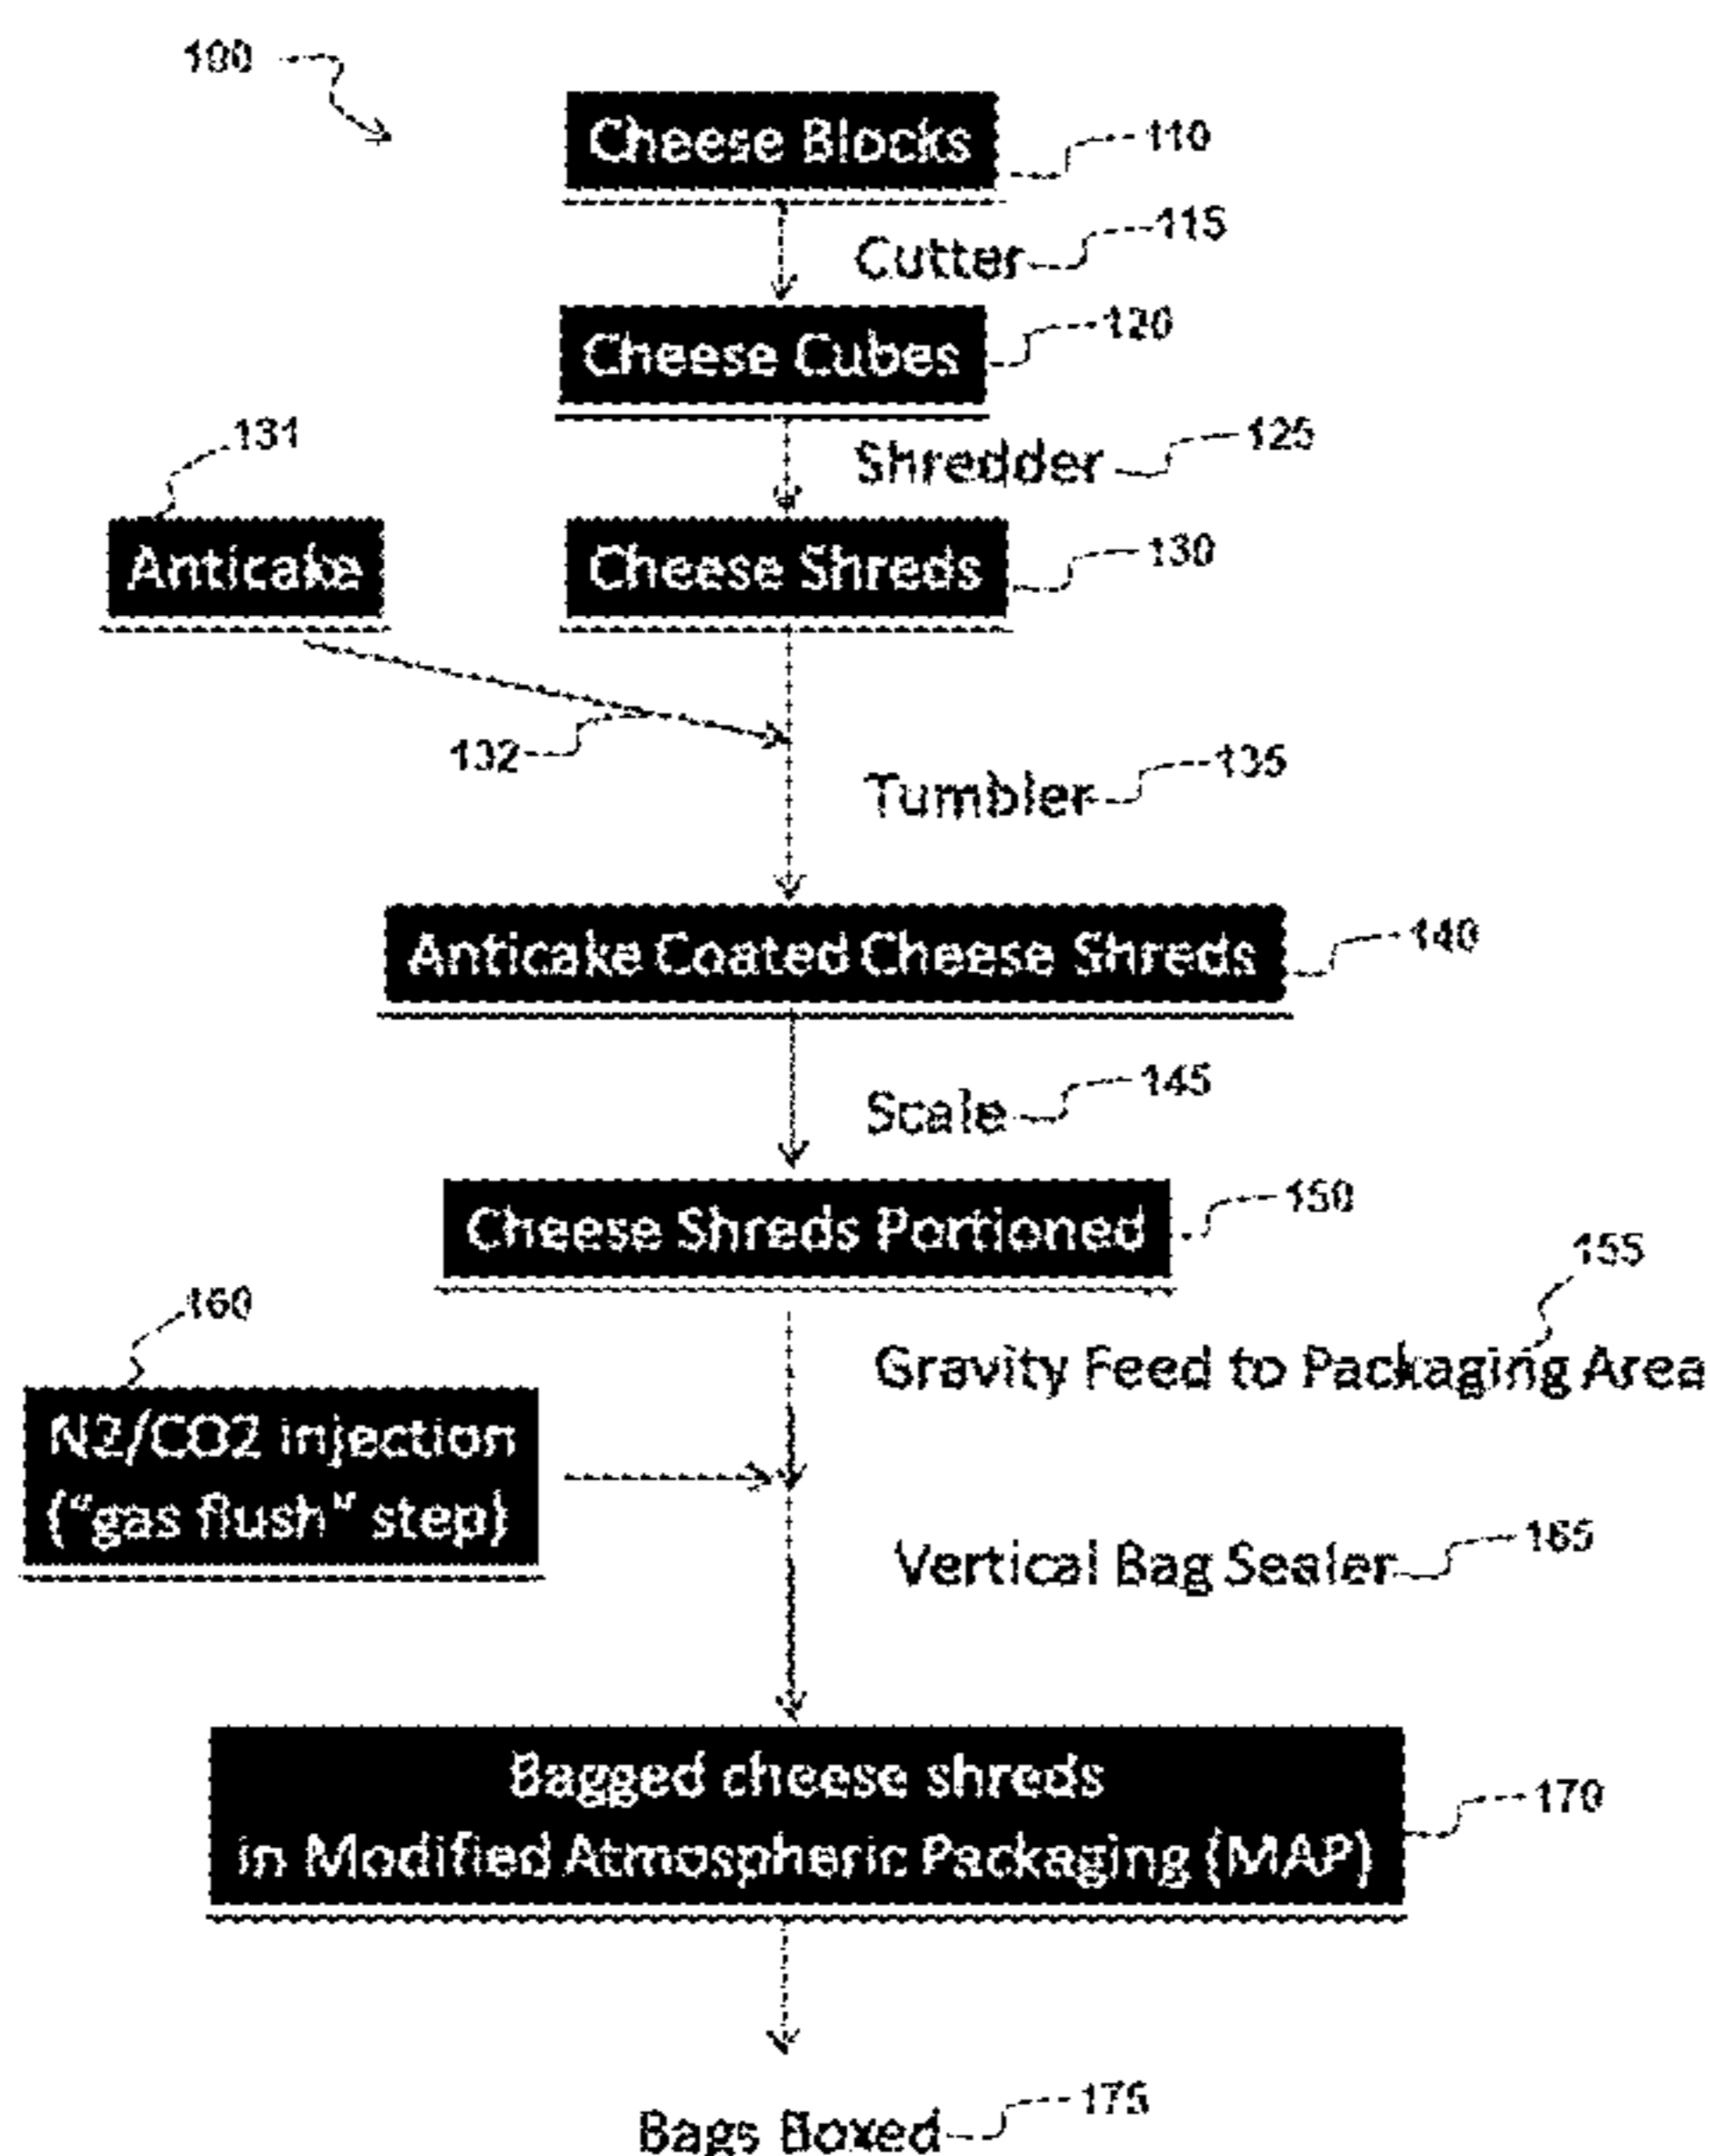 100
Cheese Blocks
110
Cutter
115
Cheese Cubes
120
Shredder
125
131
Anticake
Cheese Shreds
130
132
Tumbler
135
Anticake Coated Cheese Shreds
140
Scale
145
Cheese Shreds Portioned
150
155
Gravity Feed to Packaging Area
160
N2/CO2 injection
("gas flush" step)
Vertical Bag Sealer
165
Bagged cheese shreds
in Modified Atmospheric Packaging (MAP)
170
Bags Boxed
175